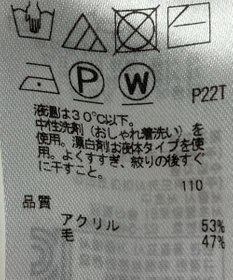 P
W
P22T
液温は30℃以下。
中性洗剤（おしゃれ着洗い）を
使用。漂白剤は液体タイプを使
用。よくすすぎ、絞りの後すぐ
に干すこと。
110
品質
アクリル 53%
毛 47%